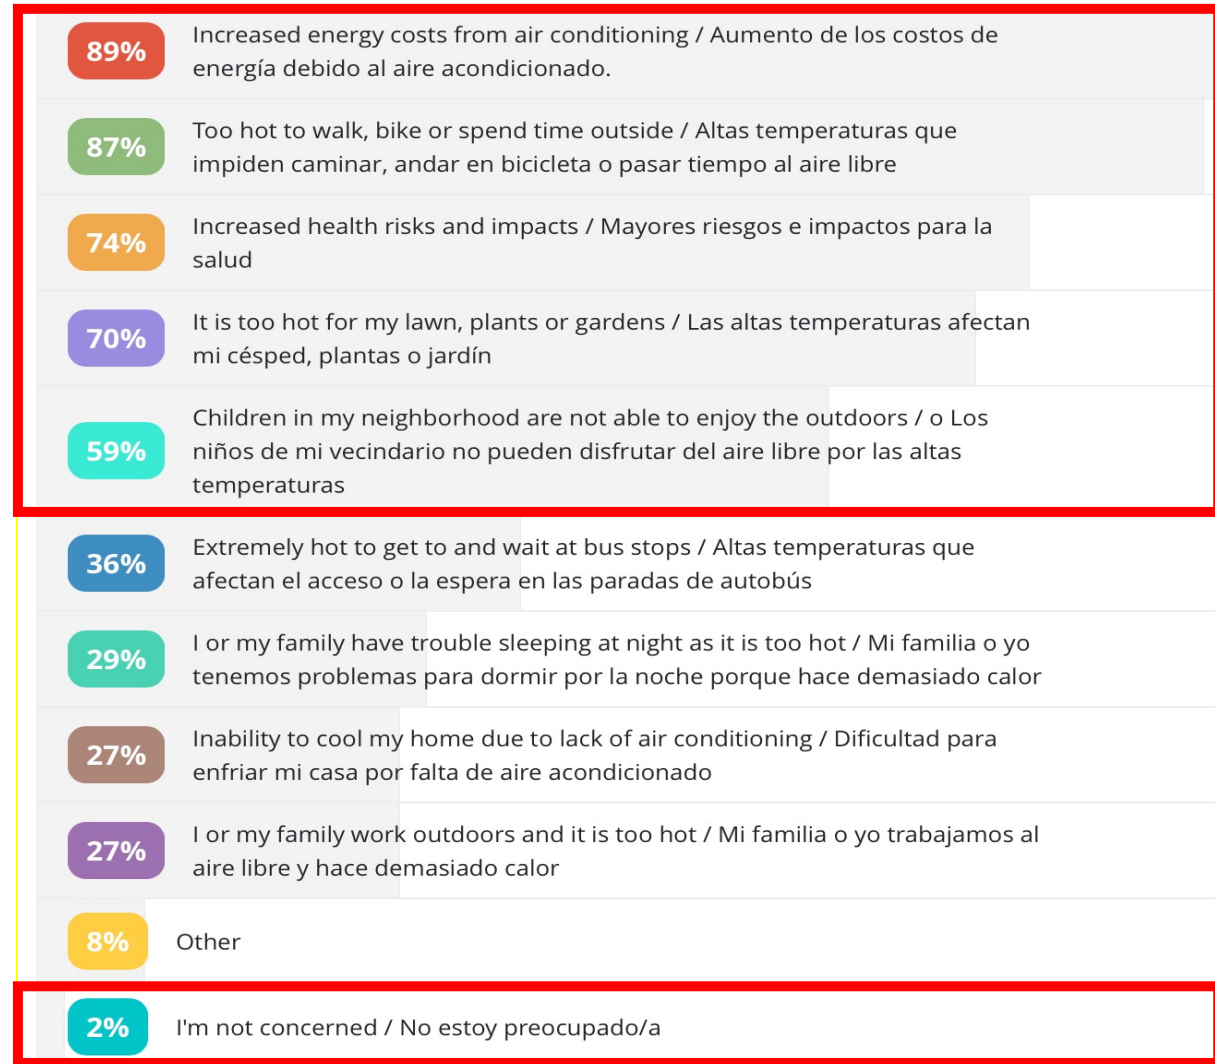 89%
Increased energy costs from air conditioning / Aumento de los costos de
energía debido al aire acondicionado.
87%
Too hot to walk, bike or spend time outside / Altas temperaturas que
impiden caminar, andar en bicicleta o pasar tiempo al aire libre
74%
Increased health risks and impacts / Mayores riesgos e impactos para la
salud
70%
It is too hot for my lawn, plants or gardens / Las altas temperaturas afectan
mi césped, plantas o jardín
59%
Children in my neighborhood are not able to enjoy the outdoors / o Los
niños de mi vecindario no pueden disfrutar del aire libre por las altas
temperaturas
36%
Extremely hot to get to and wait at bus stops / Altas temperaturas que
afectan el acceso o la espera en las paradas de autobús
29%
I or my family have trouble sleeping at night as it is too hot / Mi familia o yo
tenemos problemas para dormir por la noche porque hace demasiado calor
27%
Inability to cool my home due to lack of air conditioning / Dificultad para
enfriar mi casa por falta de aire acondicionado
27%
I or my family work outdoors and it is too hot / Mi familia o yo trabajamos al
aire libre y hace demasiado calor
8%
Other
2%
I'm not concerned / No estoy preocupado/a